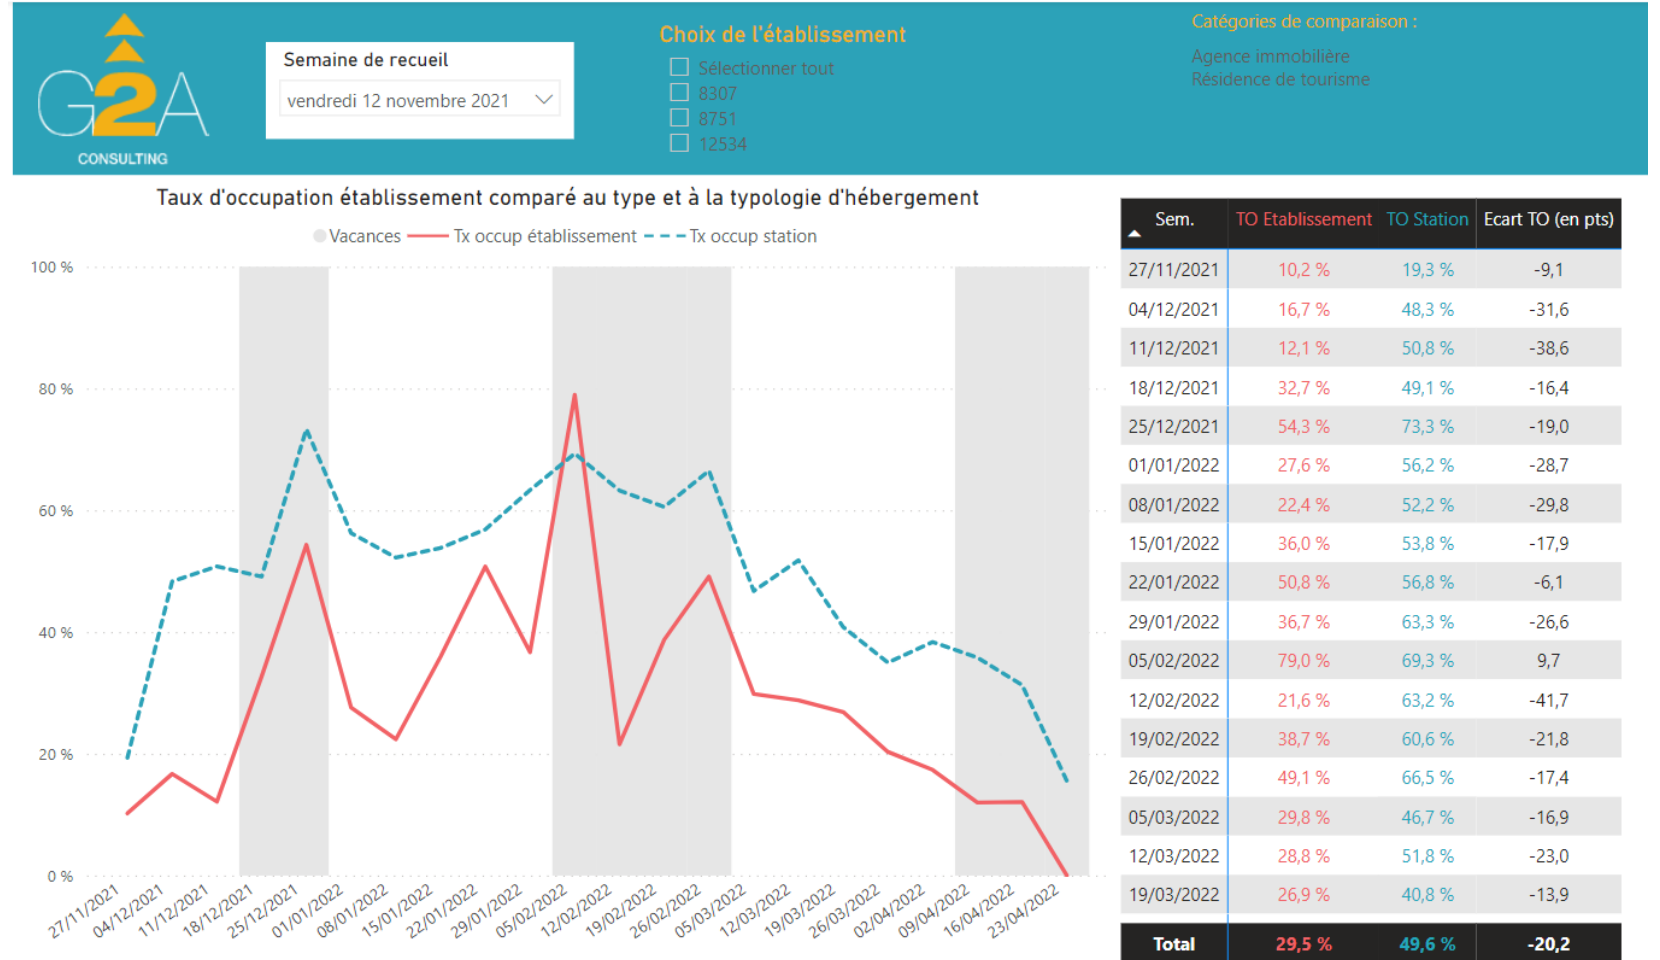 G2A
CONSULTING
Semaine de recueil
vendredi 12 novembre 2021
Choix de l'établissement
Sélectionner tout
8307
8751
12534
Catégories de comparaison :
Agence immobilière
Résidence de tourisme
Taux d'occupation établissement comparé au type et à la typologie d'hébergement
Vacances Tx occup établissement Tx occup station
100 %
80 %
60 %
40 %
20 %
0 %
27/11/2021 04/12/2021 11/12/2021 18/12/2021 25/12/2021 01/01/2022 08/01/2022 15/01/2022 22/01/2022 29/01/2022 05/02/2022 12/02/2022 19/02/2022 26/02/2022 05/03/2022 12/03/2022 19/03/2022 26/03/2022 02/04/2022 09/04/2022 16/04/2022 23/04/2022
Sem. TO Etablissement TO Station Ecart TO (en pts)
27/11/2021 10,2 % 19,3 % -9,1
04/12/2021 16,7 % 48,3 % -31,6
11/12/2021 12,1 % 50,8 % -38,6
18/12/2021 32,7 % 49,1 % -16,4
25/12/2021 54,3 % 73,3 % -19,0
01/01/2022 27,6 % 56,2 % -28,7
08/01/2022 22,4 % 52,2 % -29,8
15/01/2022 36,0 % 53,8 % -17,9
22/01/2022 50,8 % 56,8 % -6,1
29/01/2022 36,7 % 63,3 % -26,6
05/02/2022 79,0 % 69,3 % 9,7
12/02/2022 21,6 % 63,2 % -41,7
19/02/2022 38,7 % 60,6 % -21,8
26/02/2022 49,1 % 66,5 % -17,4
05/03/2022 29,8 % 46,7 % -16,9
12/03/2022 28,8 % 51,8 % -23,0
19/03/2022 26,9 % 40,8 % -13,9
Total 29,5 % 49,6 % -20,2